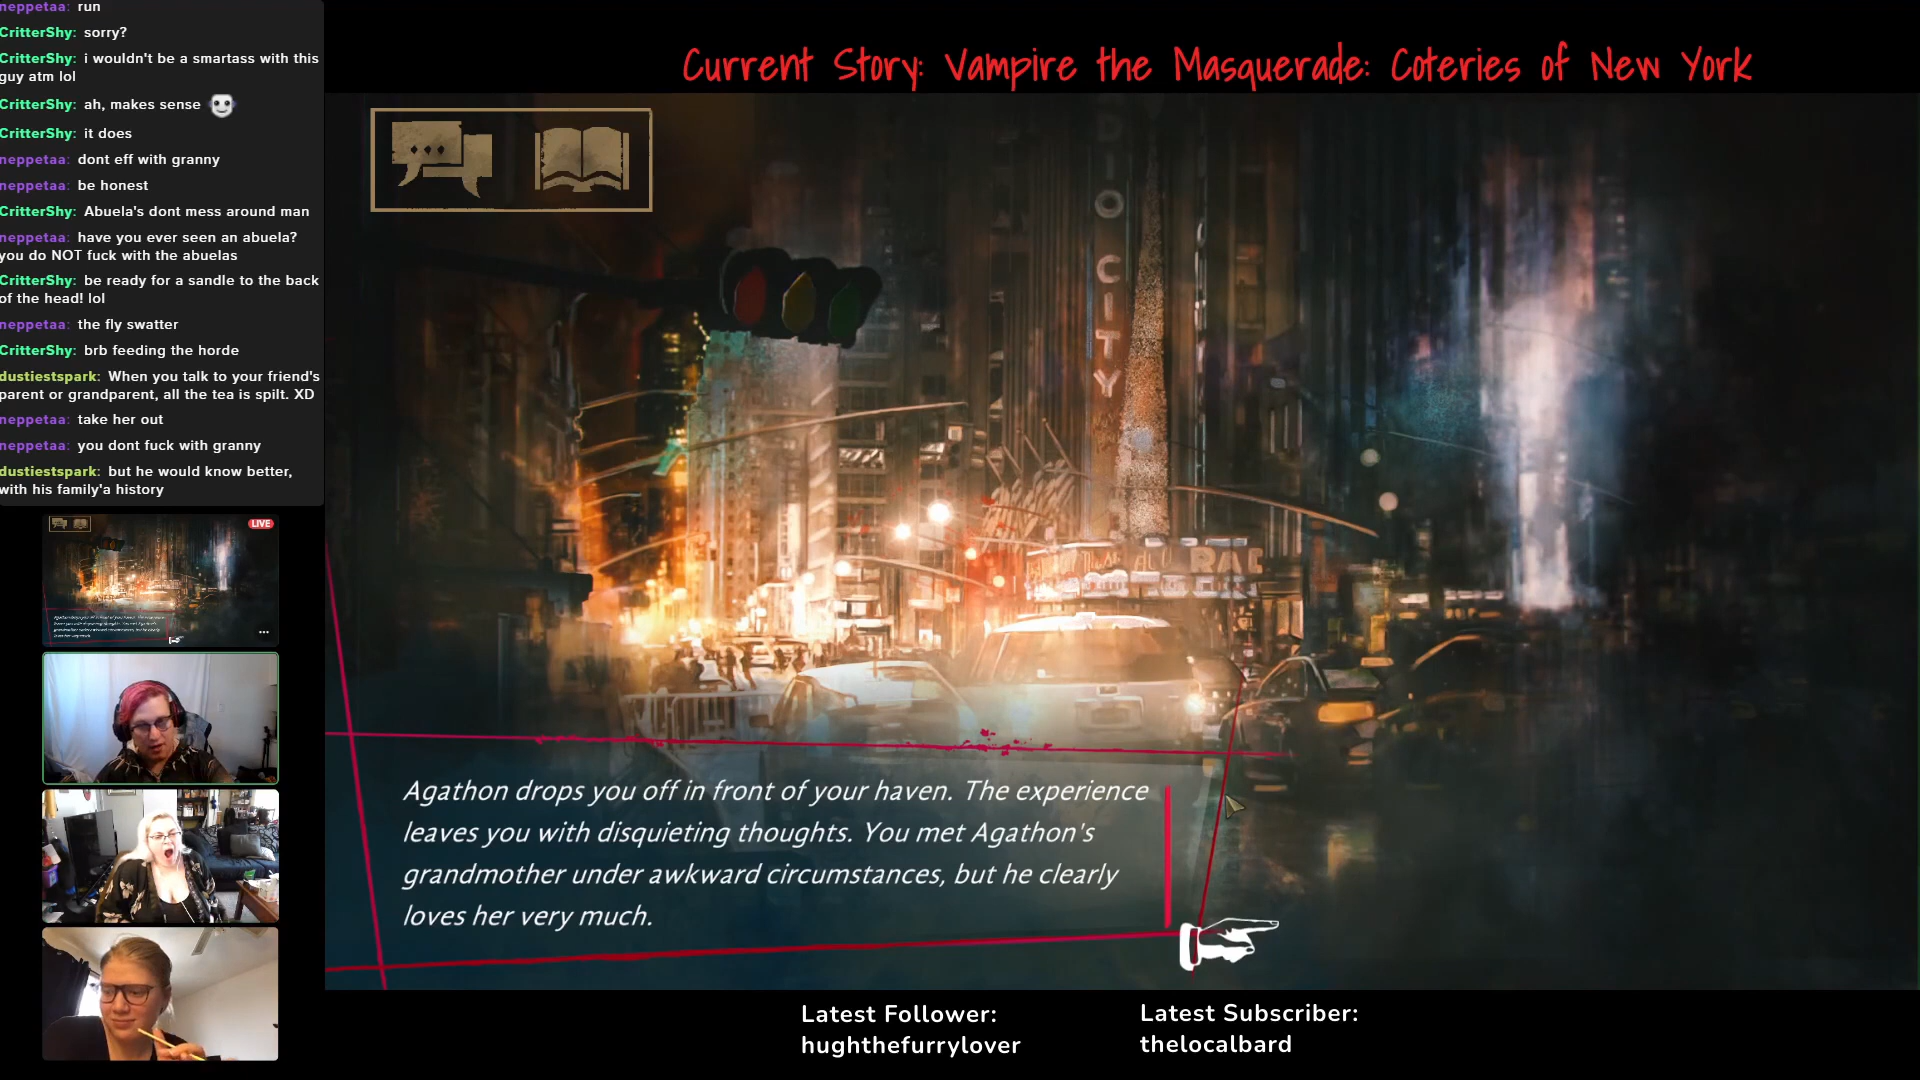 neppetaa: run
CritterShy: sorry?
CritterShy: i wouldn't be a smartass with this
guy atm lol
CritterShy: ah, makes sense
CritterShy: it does
neppetaa: dont eff with granny
neppetaa: be honest
CritterShy: Abuela's dont mess around man
neppetaa: have you ever seen an abuela?
you do NOT fuck with the abuelas
CritterShy: be ready for a sandle to the back
of the head! lol
neppetaa: the fly swatter
CritterShy: brb feeding the horde
dustiestspark: When you talk to your friend's
parent or grandparent, all the tea is spilt. XD
neppetaa: take her out
neppetaa: you dont fuck with granny
dustiestspark: but he would know better,
with his family'a history
LIVE
Current Story: Vampire the Masquerade: Coteries of New York
DIO CITY
Agathon drops you off in front of your haven. The experience
leaves you with disquieting thoughts. You met Agathon's
grandmother under awkward circumstances, but he clearly
loves her very much.
Latest Follower:
hughthefurrylover
Latest Subscriber:
thelocalbard